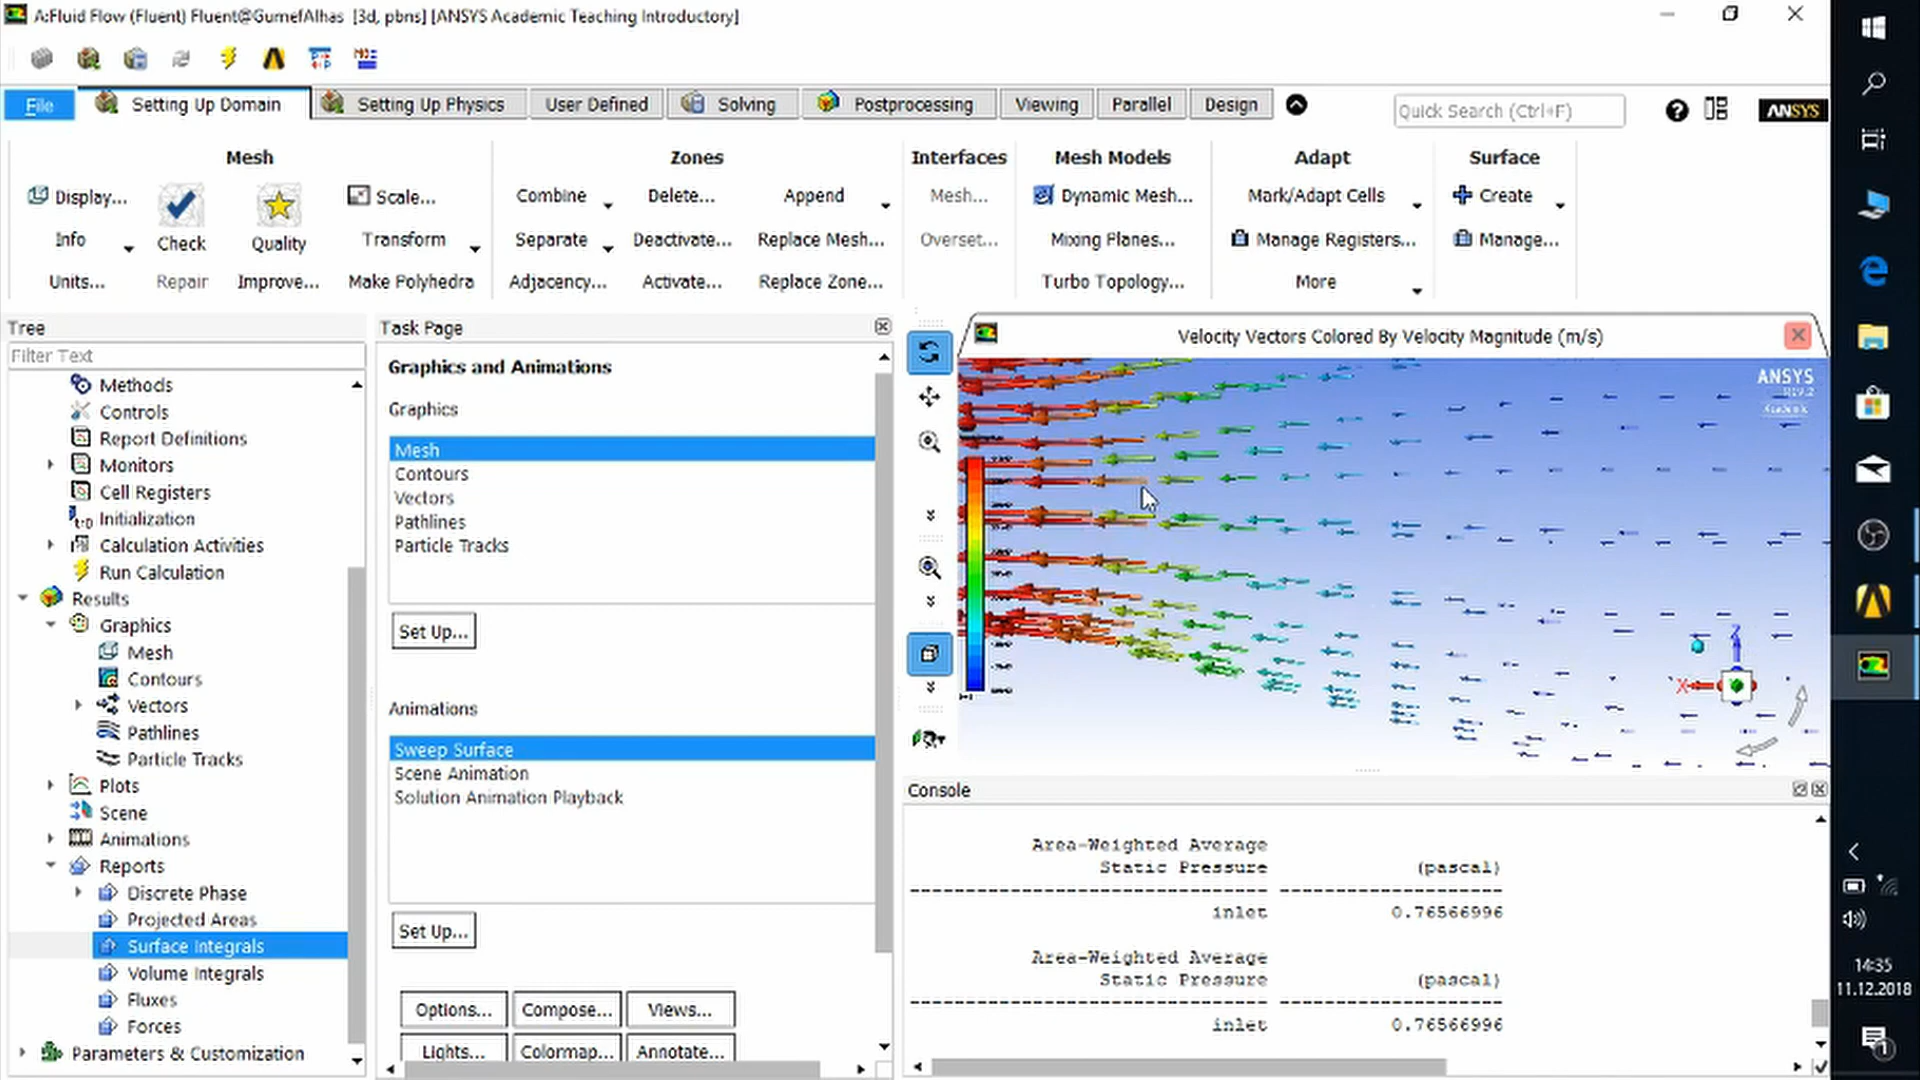 A:Fluid Flow (Fluent) Fluent@GumefAlhas [3d, pbns] [ANSYS Academic Teaching Introductory]
File
Setting Up Domain
Setting Up Physics
User Defined
Solving
Postprocessing
Viewing
Parallel
Design
Quick Search (Ctrl+F)
ANSYS
Mesh
Zones
Interfaces
Mesh Models
Adapt
Surface
Display...
Scale...
Combine
Delete...
Append
Mesh...
Dynamic Mesh...
Mark/Adapt Cells
Create
Info
Check
Quality
Transform
Separate
Deactivate...
Replace Mesh...
Overset...
Mixing Planes...
Manage Registers...
Manage...
Units...
Repair
Improve...
Make Polyhedra
Adjacency...
Activate...
Replace Zone...
Turbo Topology...
More
Tree
Filter Text
Methods
Controls
Report Definitions
Monitors
Cell Registers
Initialization
Calculation Activities
Run Calculation
Results
Graphics
Mesh
Contours
Vectors
Pathlines
Particle Tracks
Plots
Scene
Animations
Reports
Discrete Phase
Projected Areas
Surface Integrals
Volume Integrals
Fluxes
Forces
Parameters & Customization
Task Page
Graphics and Animations
Graphics
Mesh
Contours
Vectors
Pathlines
Particle Tracks
Set Up...
Animations
Sweep Surface
Scene Animation
Solution Animation Playback
Set Up...
Options...
Compose...
Views...
Lights...
Colormap...
Annotate...
Velocity Vectors Colored By Velocity Magnitude (m/s)
ANSYS
R19.2
Academic
Z
X
Console
Area-Weighted Average
Static Pressure (pascal)
-------------------------------- --------------------
inlet 0.76566996
Area-Weighted Average
Static Pressure (pascal)
-------------------------------- --------------------
inlet 0.76566996
14:35
11.12.2018
1